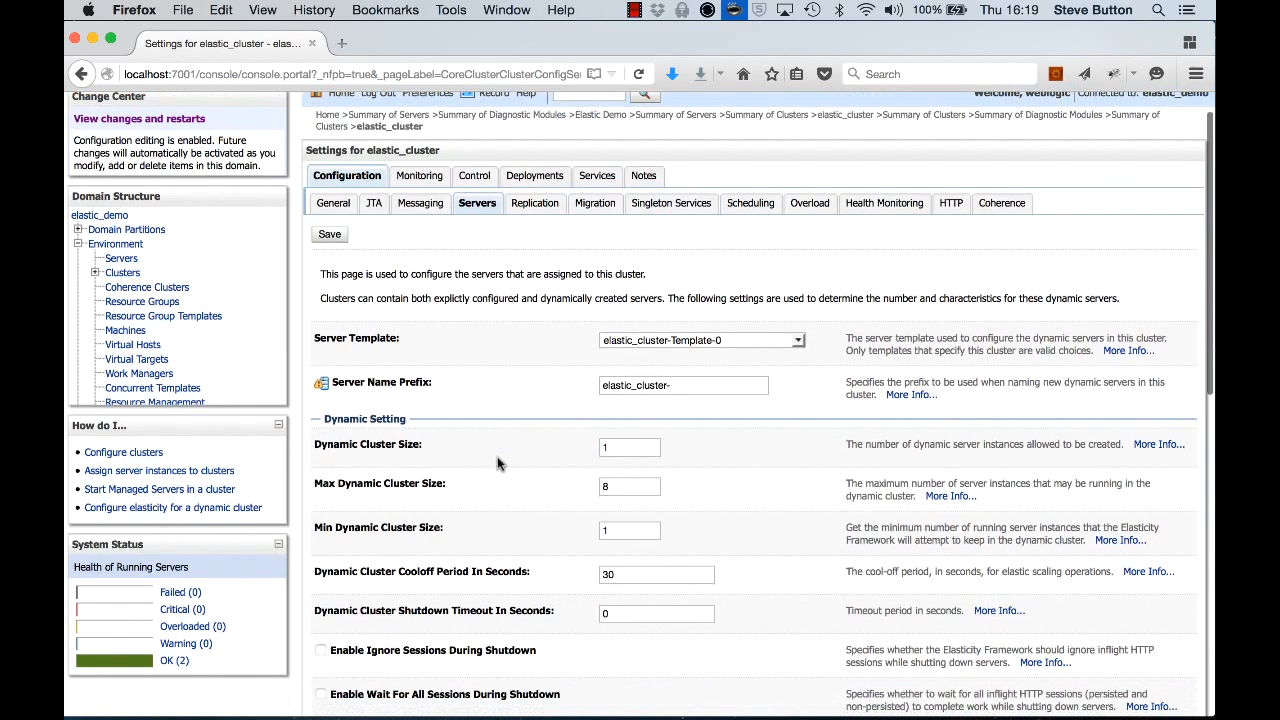 Firefox File Edit View History Bookmarks Tools Window Help 100% Thu 16:19 Steve Button
Settings for elastic_cluster - elas...
localhost:7001/console/console.portal?_nfpb=true&_pageLabel=CoreClusterClusterConfigSe
Search
Change Center
View changes and restarts
Configuration editing is enabled. Future
changes will automatically be activated as you
modify, add or delete items in this domain.
Domain Structure
elastic_demo
Domain Partitions
Environment
Servers
Clusters
Coherence Clusters
Resource Groups
Resource Group Templates
Machines
Virtual Hosts
Virtual Targets
Work Managers
Concurrent Templates
Resource Management
How do I...
Configure clusters
Assign server instances to clusters
Start Managed Servers in a cluster
Configure elasticity for a dynamic cluster
System Status
Health of Running Servers
Failed (0)
Critical (0)
Overloaded (0)
Warning (0)
OK (2)
Home Log Out Preferences Record Help
Welcome, weblogic Connected to: elastic_demo
Home >Summary of Servers >Summary of Diagnostic Modules >Elastic Demo >Summary of Servers >Summary of Clusters >elastic_cluster >Summary of Clusters >Summary of Diagnostic Modules >Summary of
Clusters >elastic_cluster
Settings for elastic_cluster
Configuration Monitoring Control Deployments Services Notes
General JTA Messaging Servers Replication Migration Singleton Services Scheduling Overload Health Monitoring HTTP Coherence
Save
This page is used to configure the servers that are assigned to this cluster.
Clusters can contain both explicitly configured and dynamically created servers. The following settings are used to determine the number and characteristics for these dynamic servers.
Server Template: elastic_cluster-Template-0 The server template used to configure the dynamic servers in this cluster.
Only templates that specify this cluster are valid choices. More Info...
Server Name Prefix: elastic_cluster- Specifies the prefix to be used when naming new dynamic servers in this
cluster. More Info...
Dynamic Setting
Dynamic Cluster Size: 1 The number of dynamic server instances allowed to be created. More Info...
Max Dynamic Cluster Size: 8 The maximum number of server instances that may be running in the
dynamic cluster. More Info...
Min Dynamic Cluster Size: 1 Get the minimum number of running server instances that the Elasticity
Framework will attempt to keep in the dynamic cluster. More Info...
Dynamic Cluster Cooloff Period In Seconds: 30 The cool-off period, in seconds, for elastic scaling operations. More Info...
Dynamic Cluster Shutdown Timeout In Seconds: 0 Timeout period in seconds. More Info...
Enable Ignore Sessions During Shutdown Specifies whether the Elasticity Framework should ignore inflight HTTP
sessions while shutting down servers. More Info...
Enable Wait For All Sessions During Shutdown Specifies whether to wait for all inflight HTTP sessions (persisted and
non-persisted) to complete work while shutting down servers. More Info...